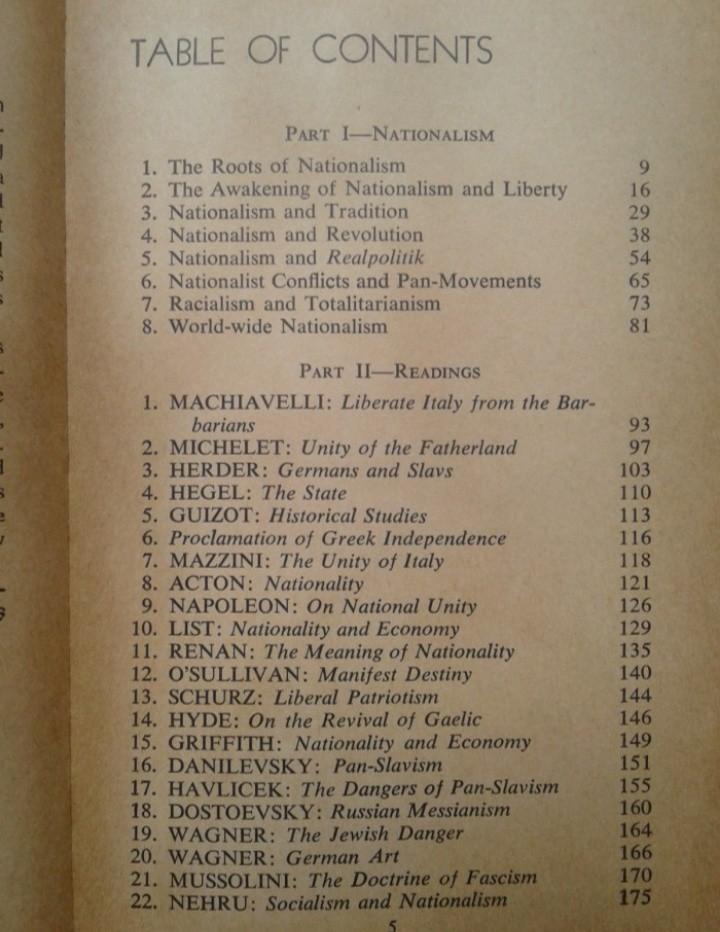 TABLE OF CONTENTS
PART I—NATIONALISM
1. The Roots of Nationalism 9
2. The Awakening of Nationalism and Liberty 16
3. Nationalism and Tradition 29
4. Nationalism and Revolution 38
5. Nationalism and Realpolitik 54
6. Nationalist Conflicts and Pan-Movements 65
7. Racialism and Totalitarianism 73
8. World-wide Nationalism 81
PART II—READINGS
1. MACHIAVELLI: Liberate Italy from the Bar-
barians 93
2. MICHELET: Unity of the Fatherland 97
3. HERDER: Germans and Slavs 103
4. HEGEL: The State 110
5. GUIZOT: Historical Studies 113
6. Proclamation of Greek Independence 116
7. MAZZINI: The Unity of Italy 118
8. ACTON: Nationality 121
9. NAPOLEON: On National Unity 126
10. LIST: Nationality and Economy 129
11. RENAN: The Meaning of Nationality 135
12. O'SULLIVAN: Manifest Destiny 140
13. SCHURZ: Liberal Patriotism 144
14. HYDE: On the Revival of Gaelic 146
15. GRIFFITH: Nationality and Economy 149
16. DANILEVSKY: Pan-Slavism 151
17. HAVLICEK: The Dangers of Pan-Slavism 155
18. DOSTOEVSKY: Russian Messianism 160
19. WAGNER: The Jewish Danger 164
20. WAGNER: German Art 166
21. MUSSOLINI: The Doctrine of Fascism 170
22. NEHRU: Socialism and Nationalism 175
5